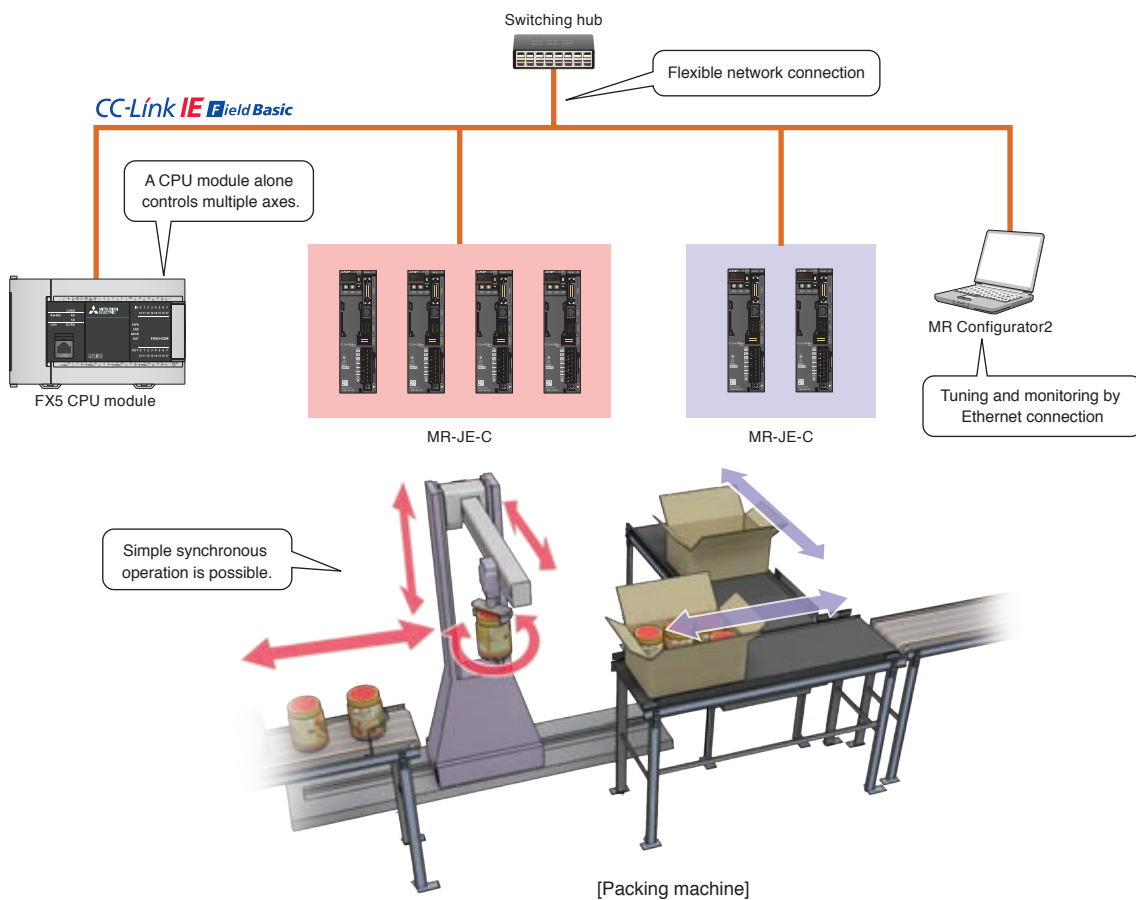 Switching hub
Flexible network connection
CC-Link IE Field Basic
A CPU module alone
controls multiple axes.
MITSUBISHI
ELECTRIC
FX5 CPU module
MR-JE-C
MR-JE-C
MR Configurator2
Tuning and monitoring by
Ethernet connection
Simple synchronous
operation is possible.
[Packing machine]